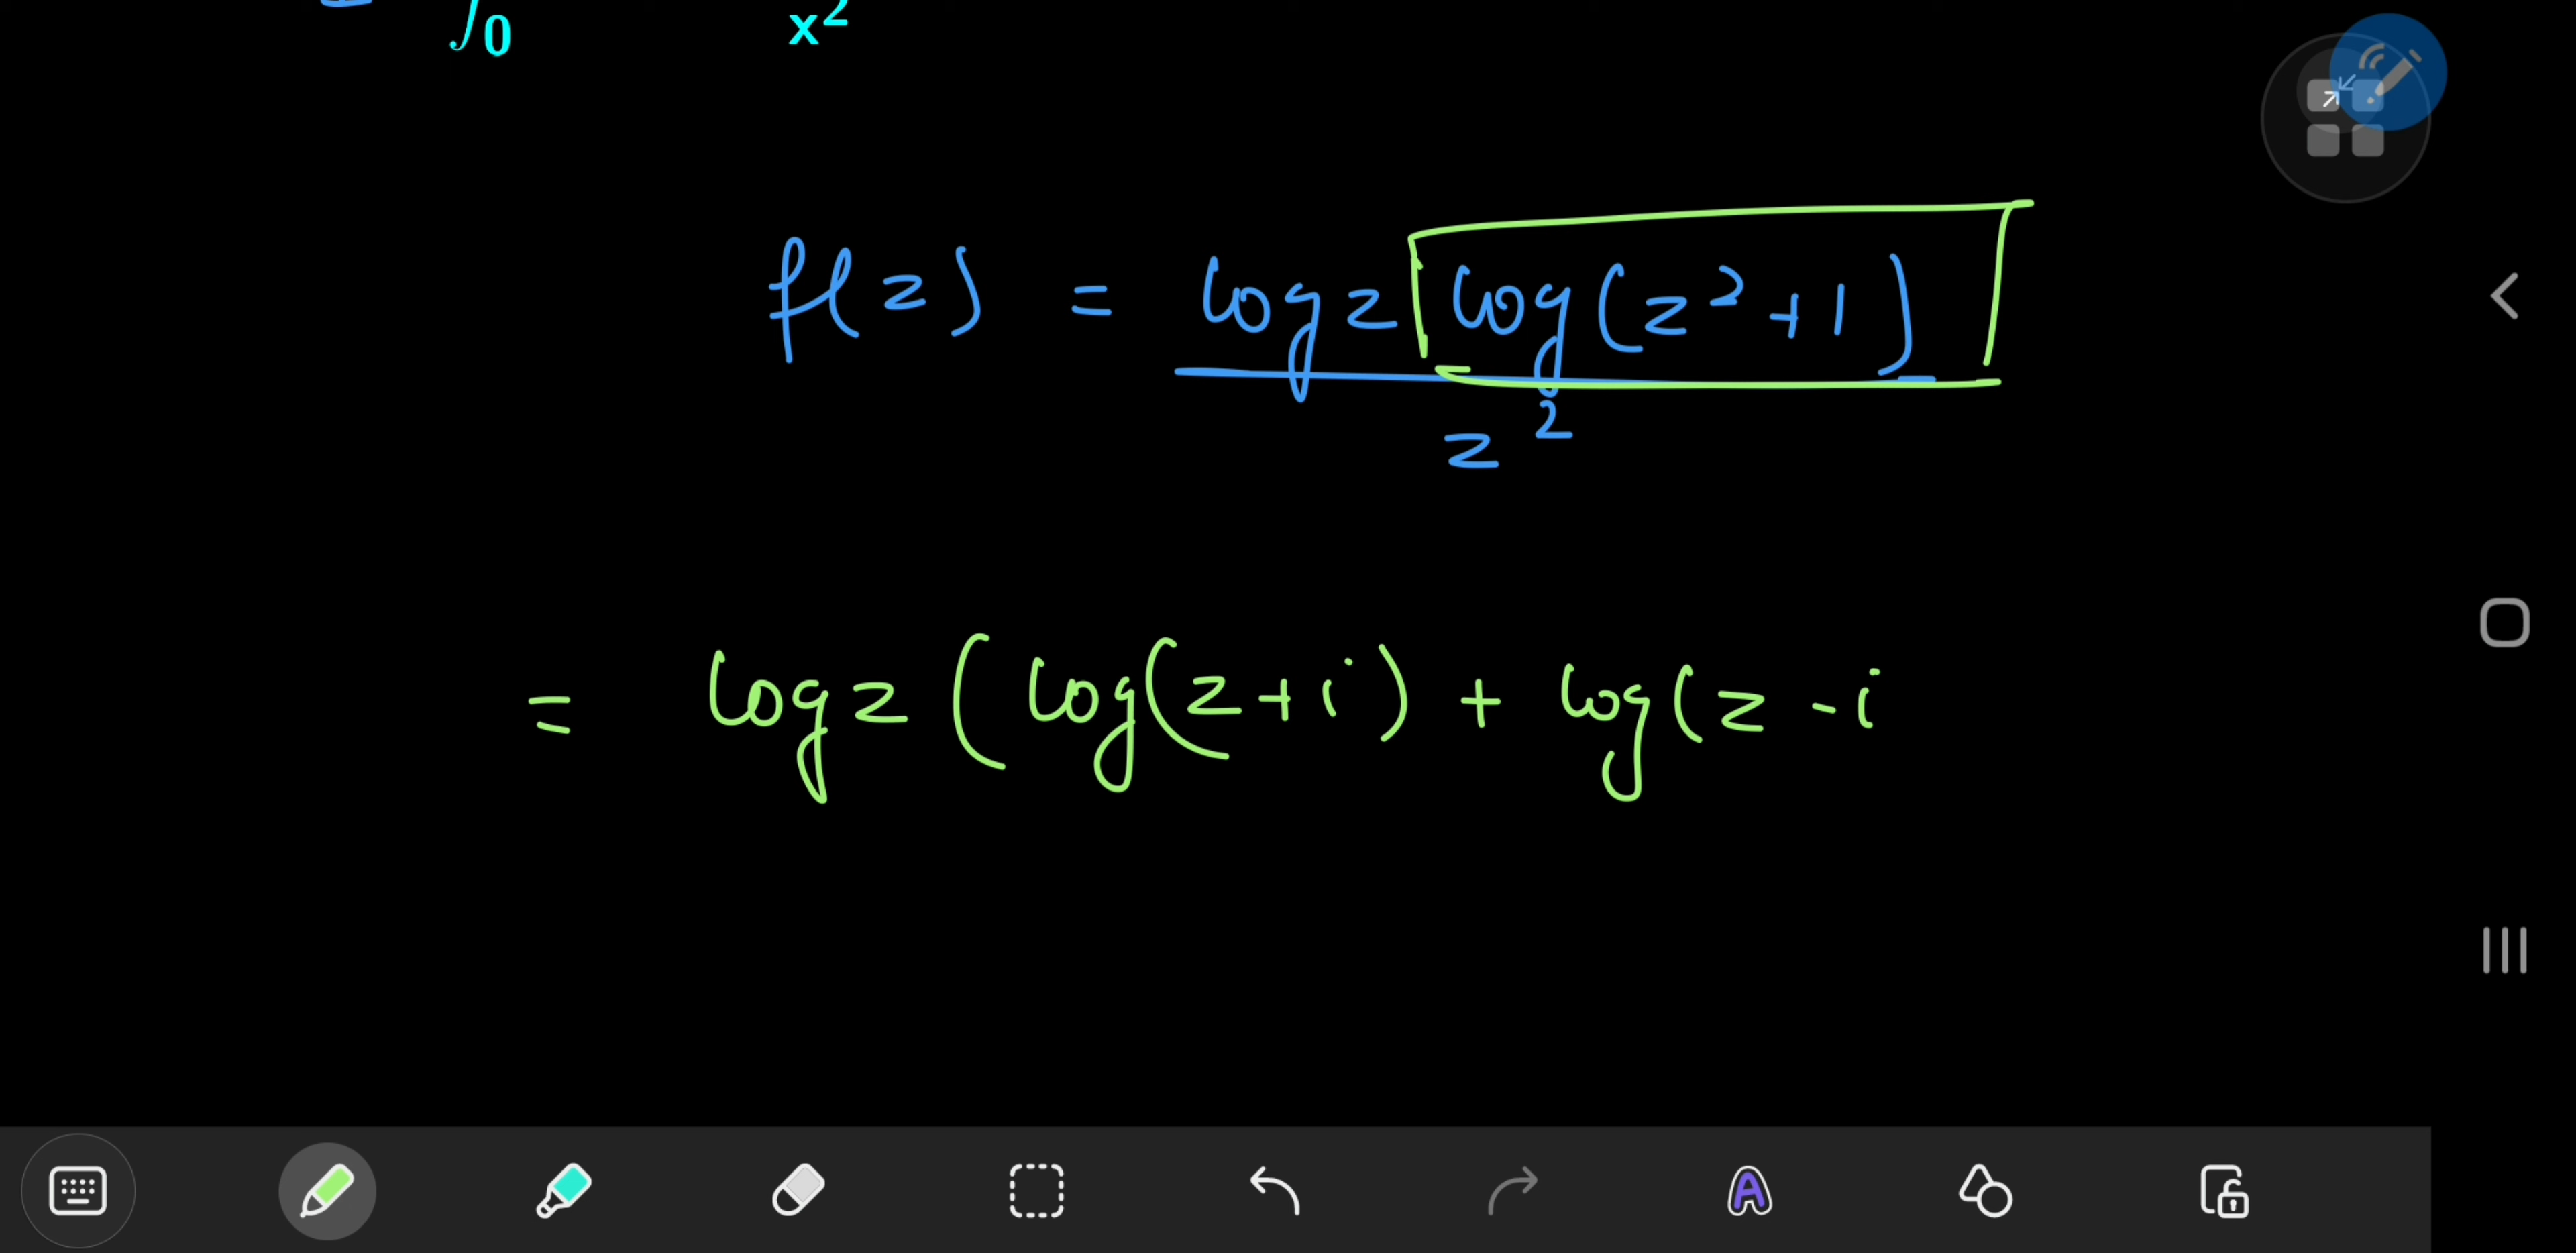 ∫0 x²
f(z) = log z log(z²+1)
z²
= log z (log(z+i) + log(z-i
A